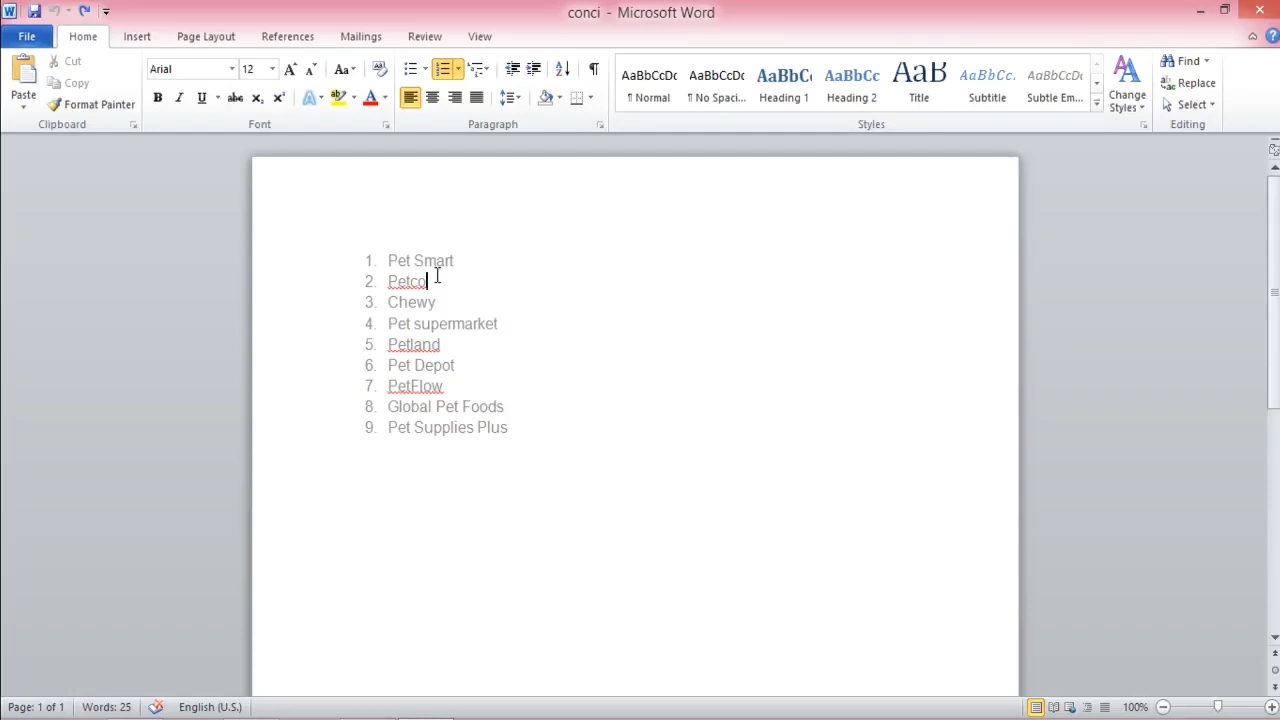 conci - Microsoft Word
File Home Insert Page Layout References Mailings Review View
Paste
Cut
Copy
Format Painter
Clipboard
Arial 12
Font
Paragraph
AaBbCcDc AaBbCcDc AaBbC AaBbCc AaB AaBbCc. AaBbCcDc
¶ Normal ¶ No Spaci... Heading 1 Heading 2 Title Subtitle Subtle Em...
Change Styles
Styles
Find
Replace
Select
Editing
1. Pet Smart
2. Petco
3. Chewy
4. Pet supermarket
5. Petland
6. Pet Depot
7. PetFlow
8. Global Pet Foods
9. Pet Supplies Plus
Page: 1 of 1 Words: 25 English (U.S.) 100%